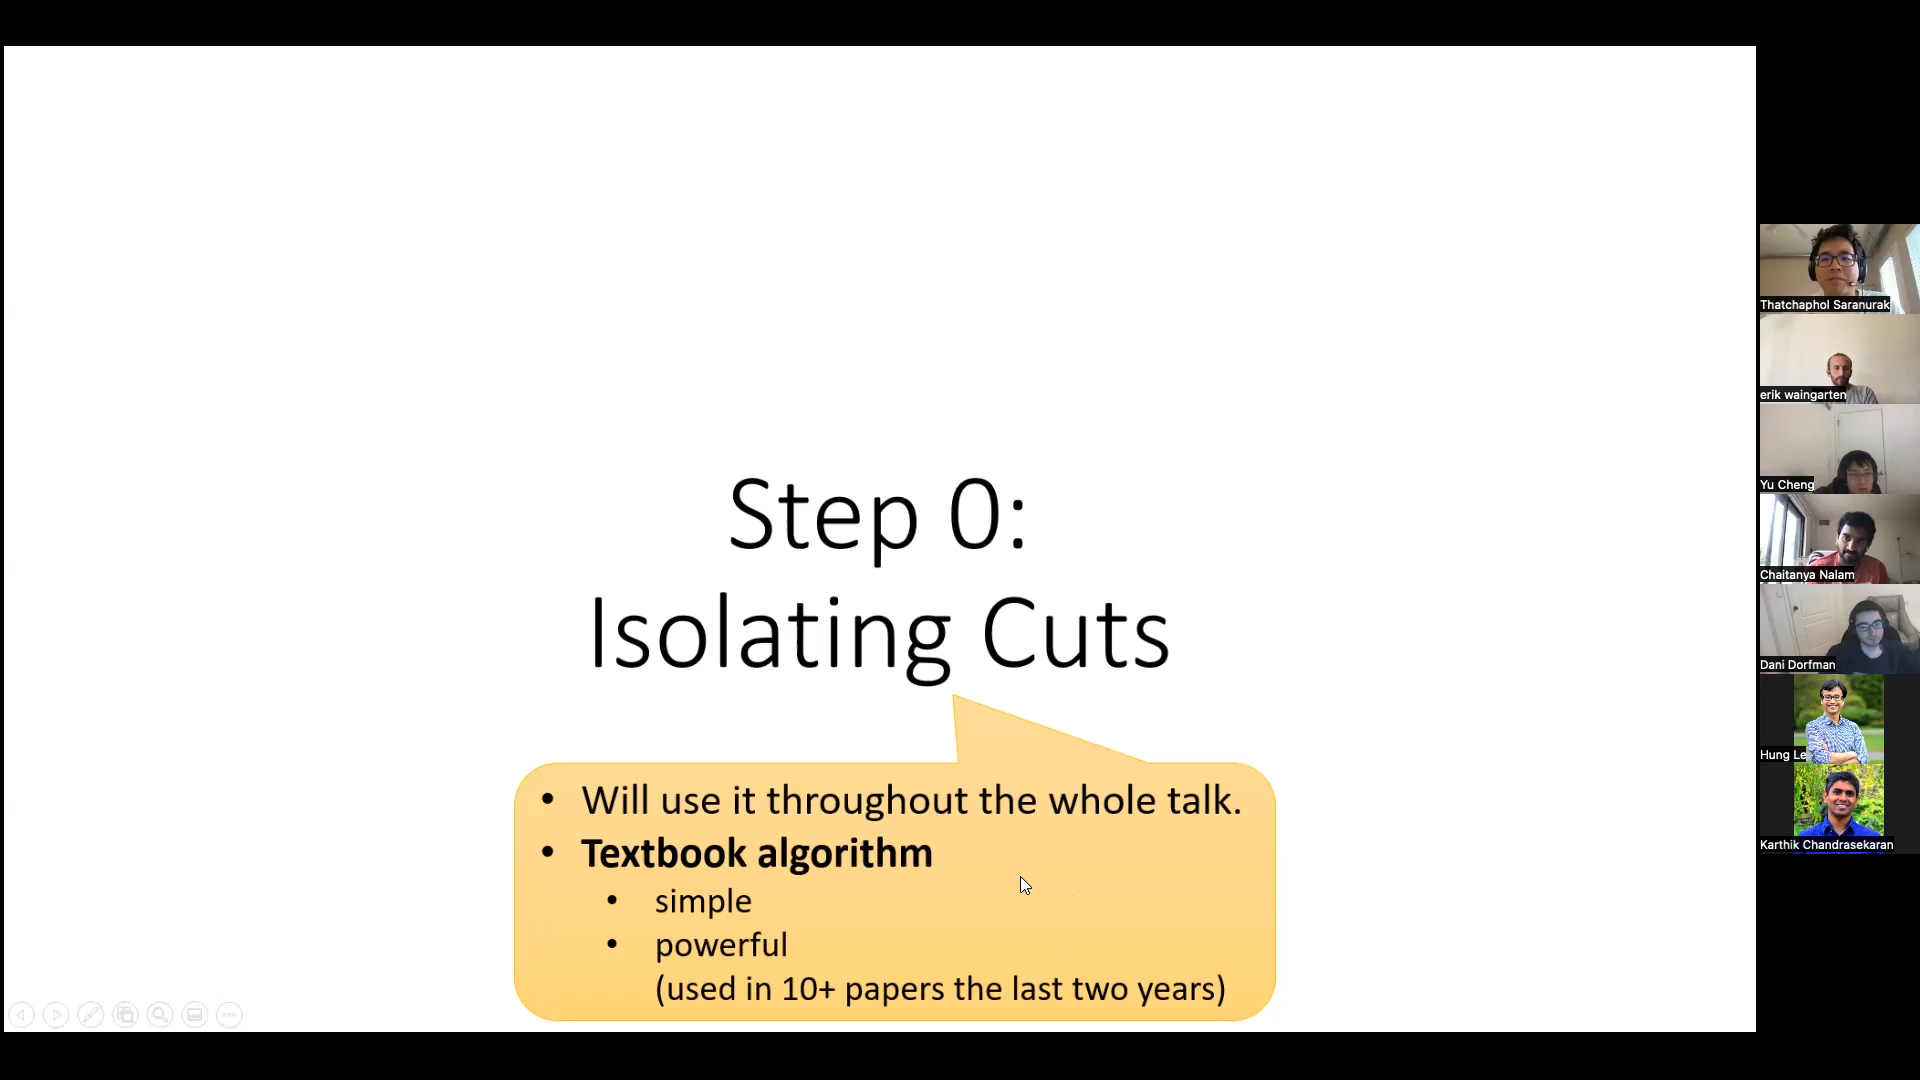 Step 0:
Isolating Cuts
• Will use it throughout the whole talk.
• Textbook algorithm
• simple
• powerful
(used in 10+ papers the last two years)
Thatchaphol Saranurak
erik waingarten
Yu Cheng
Chaitanya Nalam
Dani Dorfman
Hung Le
Karthik Chandrasekaran